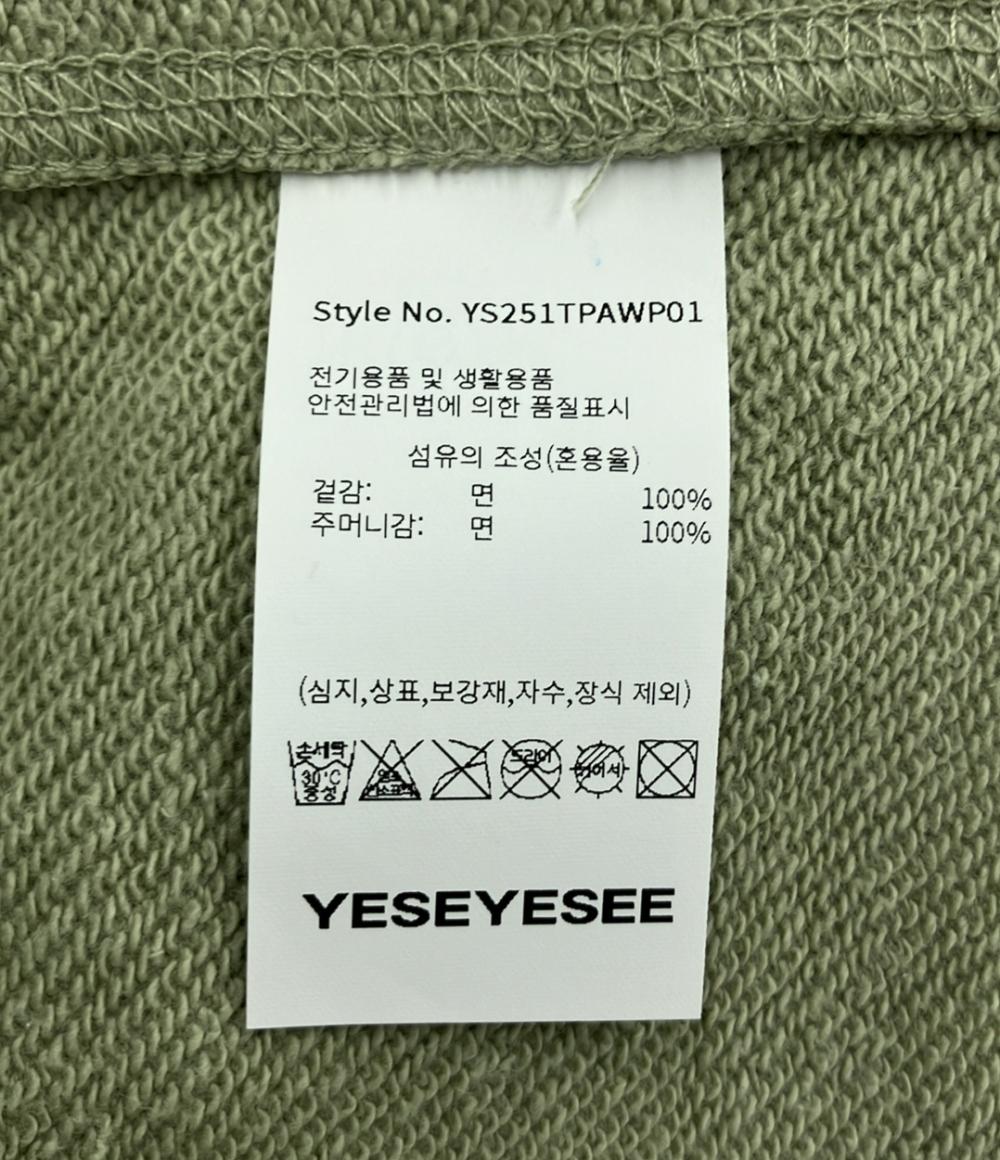 Style No. YS251TPAWP01
전기용품 및 생활용품
안전관리법에 의한 품질표시
섬유의 조성(혼용율)
겉감: 면 100%
주머니감: 면 100%
(심지,상표,보강재,자수,장식 제외)
손세탁
30°C
중성
드라이
YESEYESEE